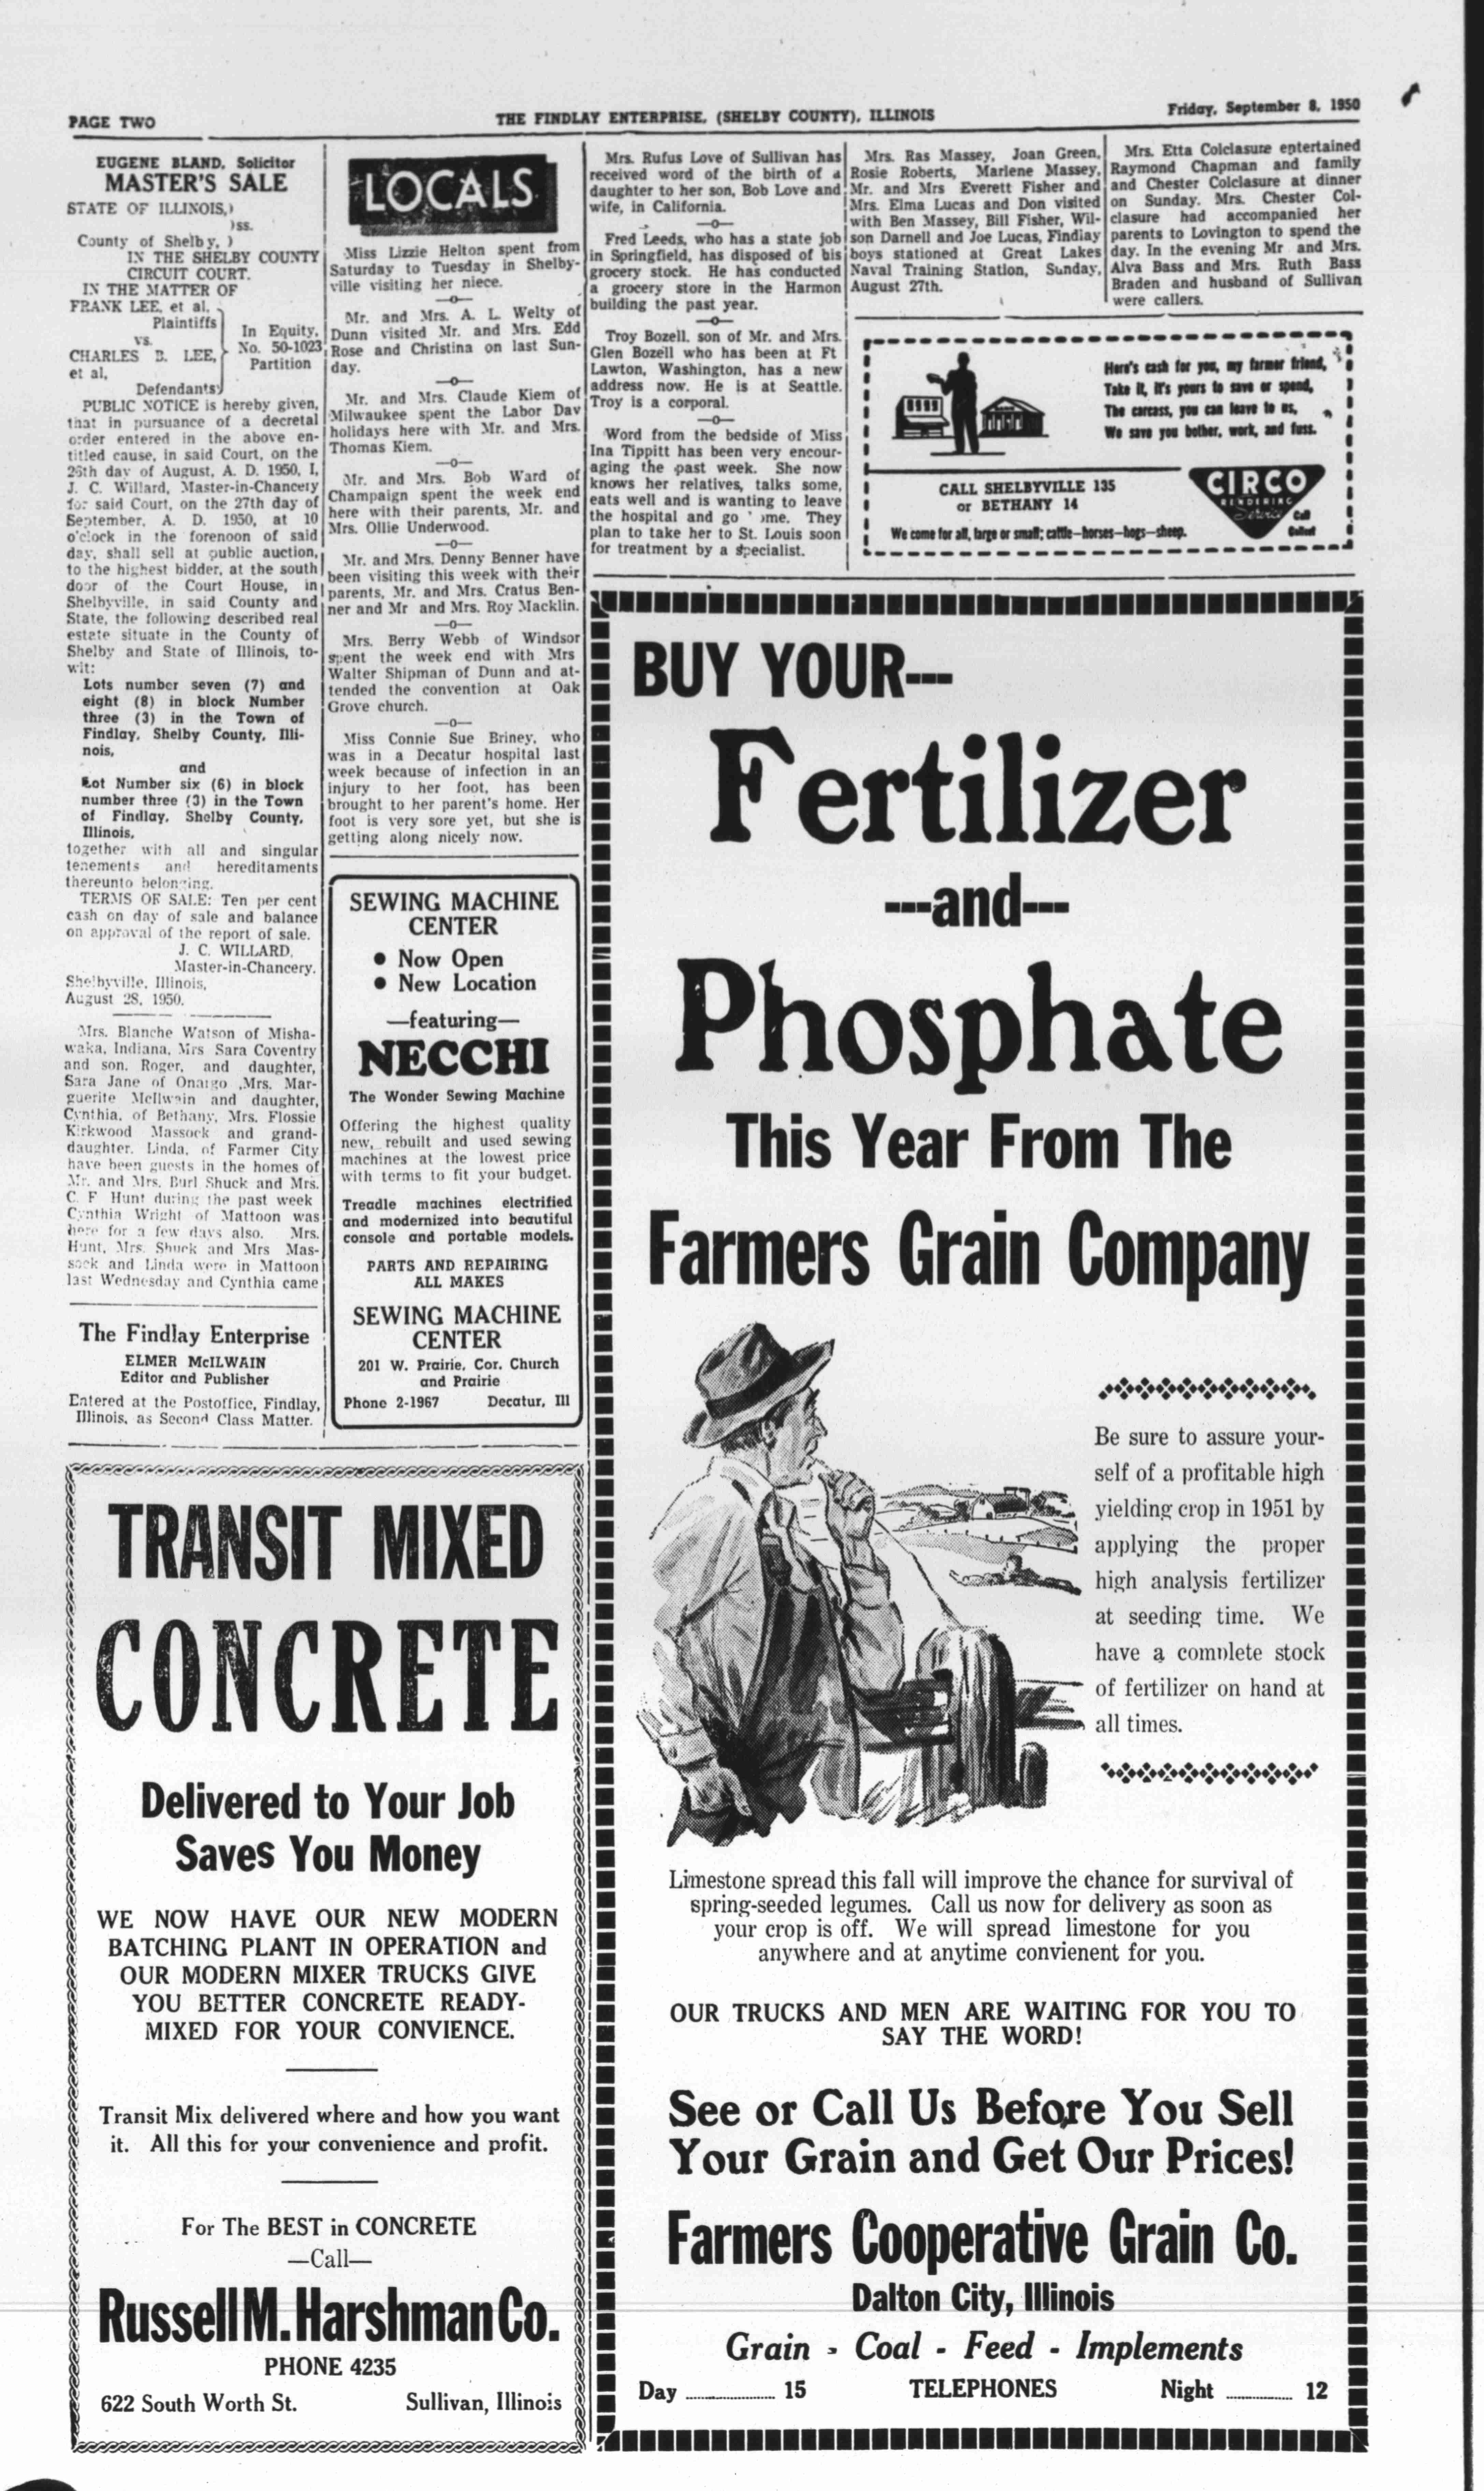 PAGE TWO
THE FINDLAY ENTERPRISE, (SHELBY COUNTY), ILLINOIS
Friday, September 8, 1950
EUGENE BLAND, Solicitor
MASTER'S SALE
STATE OF ILLINOIS,)
)ss.
County of Shelby, )
IN THE SHELBY COUNTY
CIRCUIT COURT.
IN THE MATTER OF
FRANK LEE, et al,
Plaintiffs
vs.
CHARLES B. LEE,
et al,
Defendants
In Equity,
No. 50-1023
Partition
PUBLIC NOTICE is hereby given,
that in pursuance of a decretal
order entered in the above en-
titled cause, in said Court, on the
26th day of August, A. D. 1950, I,
J. C. Willard, Master-in-Chancery
for said Court, on the 27th day of
September, A. D. 1950, at 10
o'clock in the forenoon of said
day, shall sell at public auction,
to the highest bidder, at the south
door of the Court House, in
Shelbyville, in said County and
State, the following described real
estate situate in the County of
Shelby and State of Illinois, to-
wit:
Lots number seven (7) and
eight (8) in block Number
three (3) in the Town of
Findlay, Shelby County, Illi-
nois,
and
Lot Number six (6) in block
number three (3) in the Town
of Findlay, Shelby County,
Illinois,
together with all and singular
tenements and hereditaments
thereunto belonging.
TERMS OF SALE: Ten per cent
cash on day of sale and balance
on approval of the report of sale.
J. C. WILLARD,
Master-in-Chancery.
Shelbyville, Illinois,
August 28, 1950.
Mrs. Blanche Watson of Misha-
waka, Indiana, Mrs Sara Coventry
and son, Roger, and daughter,
Sara Jane of Onargo ,Mrs. Mar-
guerite McIlwain and daughter,
Cynthia, of Bethany, Mrs. Flossie
Kirkwood Massock and grand-
daughter, Linda, of Farmer City
have been guests in the homes of
Mr. and Mrs. Burl Shuck and Mrs.
C. F Hunt during the past week
Cynthia Wright of Mattoon was
here for a few days also. Mrs.
Hunt, Mrs. Shuck and Mrs Mas-
sock and Linda were in Mattoon
last Wednesday and Cynthia came
The Findlay Enterprise
ELMER McILWAIN
Editor and Publisher
Entered at the Postoffice, Findlay,
Illinois, as Second Class Matter.
LOCALS
Miss Lizzie Helton spent from
Saturday to Tuesday in Shelby-
ville visiting her niece.
—o—
Mr. and Mrs. A. L. Welty of
Dunn visited Mr. and Mrs. Edd
Rose and Christina on last Sun-
day.
—o—
Mr. and Mrs. Claude Kiem of
Milwaukee spent the Labor Day
holidays here with Mr. and Mrs.
Thomas Kiem.
—o—
Mr. and Mrs. Bob Ward of
Champaign spent the week end
here with their parents, Mr. and
Mrs. Ollie Underwood.
—o—
Mr. and Mrs. Denny Benner have
been visiting this week with their
parents, Mr. and Mrs. Cratus Ben-
ner and Mr and Mrs. Roy Macklin.
—o—
Mrs. Berry Webb of Windsor
spent the week end with Mrs
Walter Shipman of Dunn and at-
tended the convention at Oak
Grove church.
—o—
Miss Connie Sue Briney, who
was in a Decatur hospital last
week because of infection in an
injury to her foot, has been
brought to her parent's home. Her
foot is very sore yet, but she is
getting along nicely now.
SEWING MACHINE
CENTER
● Now Open
● New Location
—featuring—
NECCHI
The Wonder Sewing Machine
Offering the highest quality
new, rebuilt and used sewing
machines at the lowest price
with terms to fit your budget.
Treadle machines electrified
and modernized into beautiful
console and portable models.
PARTS AND REPAIRING
ALL MAKES
SEWING MACHINE
CENTER
201 W. Prairie, Cor. Church
and Prairie
Phone 2-1967 Decatur, Ill
Mrs. Rufus Love of Sullivan has
received word of the birth of a
daughter to her son, Bob Love and
wife, in California.
—o—
Fred Leeds, who has a state job
in Springfield, has disposed of his
grocery stock. He has conducted
a grocery store in the Harmon
building the past year.
—o—
Troy Bozell, son of Mr. and Mrs.
Glen Bozell who has been at Ft
Lawton, Washington, has a new
address now. He is at Seattle.
Troy is a corporal.
—o—
Word from the bedside of Miss
Ina Tippitt has been very encour-
aging the past week. She now
knows her relatives, talks some,
eats well and is wanting to leave
the hospital and go ome. They
plan to take her to St. Louis soon
for treatment by a specialist.
Mrs. Ras Massey, Joan Green,
Rosie Roberts, Marlene Massey,
Mr. and Mrs Everett Fisher and
Mrs. Elma Lucas and Don visited
with Ben Massey, Bill Fisher, Wil-
son Darnell and Joe Lucas, Findlay
boys stationed at Great Lakes
Naval Training Station, Sunday,
August 27th.
Mrs. Etta Colclasure entertained
Raymond Chapman and family
and Chester Colclasure at dinner
on Sunday. Mrs. Chester Col-
clasure had accompanied her
parents to Lovington to spend the
day. In the evening Mr and Mrs.
Alva Bass and Mrs. Ruth Bass
Braden and husband of Sullivan
were callers.
Here's cash for you, my farmer friend,
Take it, it's yours to save or spend,
The carcass, you can leave to us,
We save you bother, work, and fuss.
CALL SHELBYVILLE 135
or BETHANY 14
CIRCO
RENDERING
Service
Call
Collect
We come for all, large or small; cattle–horses–hogs–sheep.
BUY YOUR---
Fertilizer
---and---
Phosphate
This Year From The
Farmers Grain Company
Be sure to assure your-
self of a profitable high
yielding crop in 1951 by
applying the proper
high analysis fertilizer
at seeding time. We
have a complete stock
of fertilizer on hand at
all times.
Limestone spread this fall will improve the chance for survival of
spring-seeded legumes. Call us now for delivery as soon as
your crop is off. We will spread limestone for you
anywhere and at anytime convienent for you.
OUR TRUCKS AND MEN ARE WAITING FOR YOU TO
SAY THE WORD!
See or Call Us Before You Sell
Your Grain and Get Our Prices!
Farmers Cooperative Grain Co.
Dalton City, Illinois
Grain - Coal - Feed - Implements
Day .......... 15 TELEPHONES Night .......... 12
TRANSIT MIXED
CONCRETE
Delivered to Your Job
Saves You Money
WE NOW HAVE OUR NEW MODERN
BATCHING PLANT IN OPERATION and
OUR MODERN MIXER TRUCKS GIVE
YOU BETTER CONCRETE READY-
MIXED FOR YOUR CONVIENCE.
Transit Mix delivered where and how you want
it. All this for your convenience and profit.
For The BEST in CONCRETE
—Call—
Russell M. Harshman Co.
PHONE 4235
622 South Worth St. Sullivan, Illinois